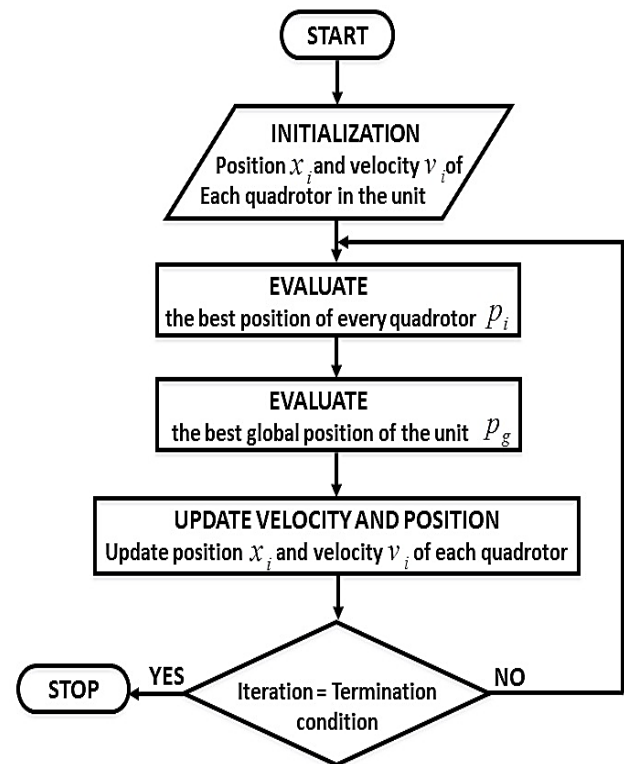 START
INITIALIZATION
Position x_i and velocity v_i of
Each quadrotor in the unit
EVALUATE
the best position of every quadrotor p_i
EVALUATE
the best global position of the unit p_g
UPDATE VELOCITY AND POSITION
Update position x_i and velocity v_i of each quadrotor
YES
NO
STOP
Iteration = Termination
condition